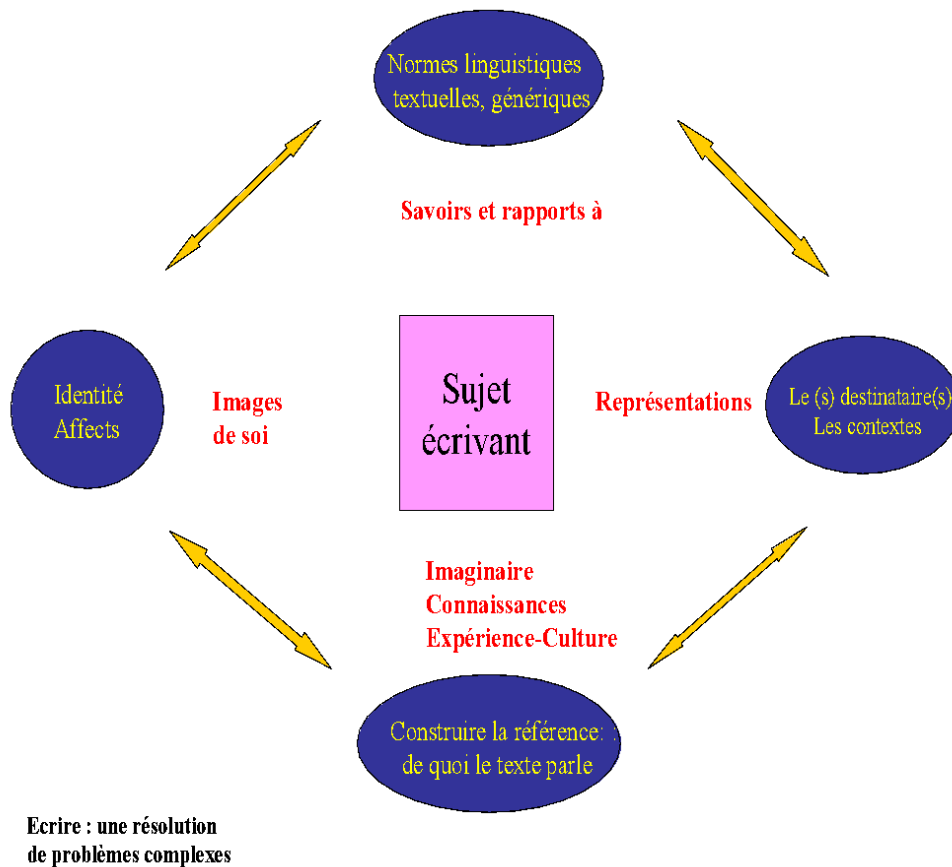 Normes linguistiques
textuelles, génériques
Savoirs et rapports à
Identité
Affects
Images
de soi
Sujet
écrivant
Représentations
Le (s) destinataire(s)
Les contextes
Imaginaire
Connaissances
Expérience-Culture
Construire la référence: :
de quoi le texte parle
Ecrire : une résolution
de problèmes complexes